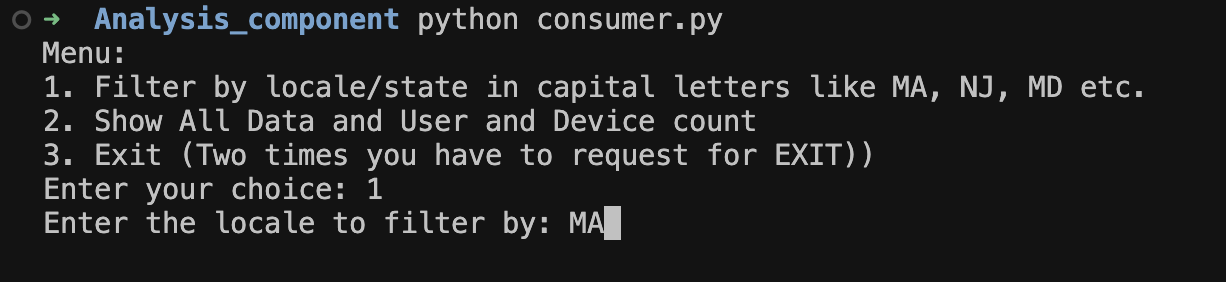 ➜ Analysis_component python consumer.py
Menu:
1. Filter by locale/state in capital letters like MA, NJ, MD etc.
2. Show All Data and User and Device count
3. Exit (Two times you have to request for EXIT))
Enter your choice: 1
Enter the locale to filter by: MA